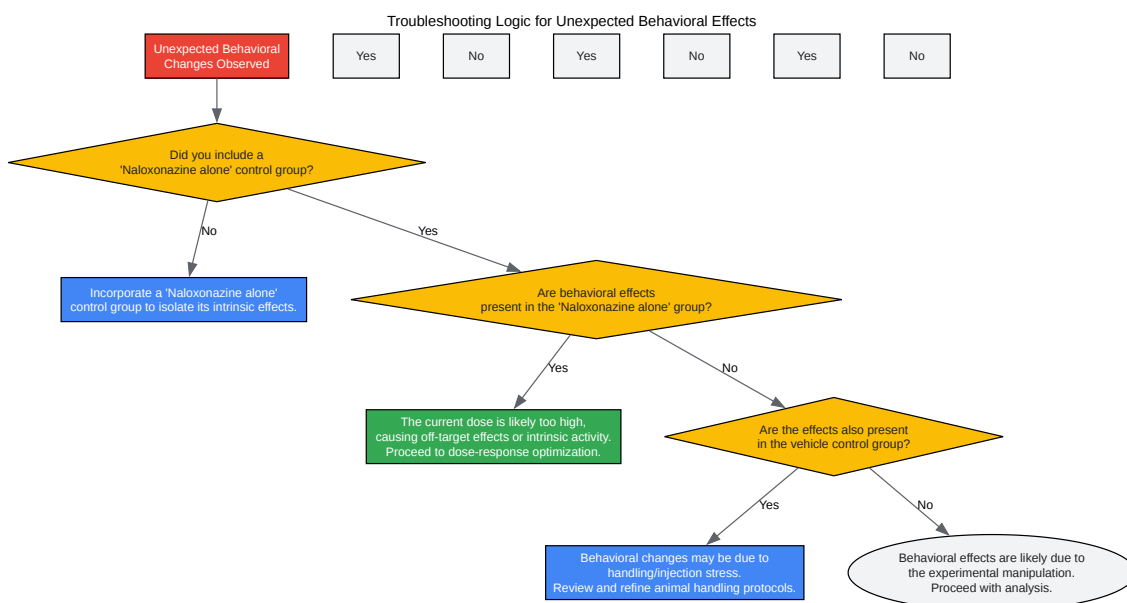 Troubleshooting Logic for Unexpected Behavioral Effects
Unexpected Behavioral
Changes Observed
Yes
No
Yes
No
Yes
No
Did you include a
'Naloxonazine alone' control group?
No
Yes
Incorporate a 'Naloxonazine alone'
control group to isolate its intrinsic effects.
Are behavioral effects
present in the 'Naloxonazine alone' group?
Yes
No
The current dose is likely too high,
causing off-target effects or intrinsic activity.
Proceed to dose-response optimization.
Are the effects also present
in the vehicle control group?
Yes
No
Behavioral changes may be due to
handling/injection stress.
Review and refine animal handling protocols.
Behavioral effects are likely due to
the experimental manipulation.
Proceed with analysis.